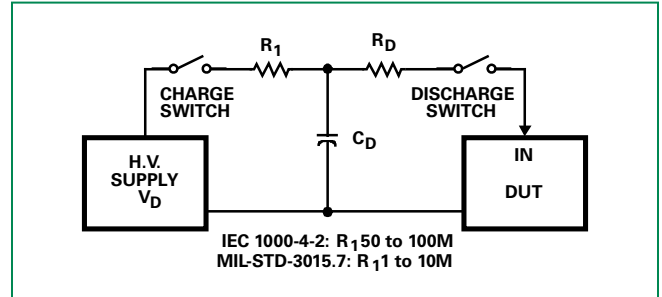 R1
RD
CHARGE
SWITCH
DISCHARGE
SWITCH
CD
H.V.
SUPPLY
VD
IN
DUT
IEC 1000-4-2: R150 to 100M
MIL-STD-3015.7: R11 to 10M